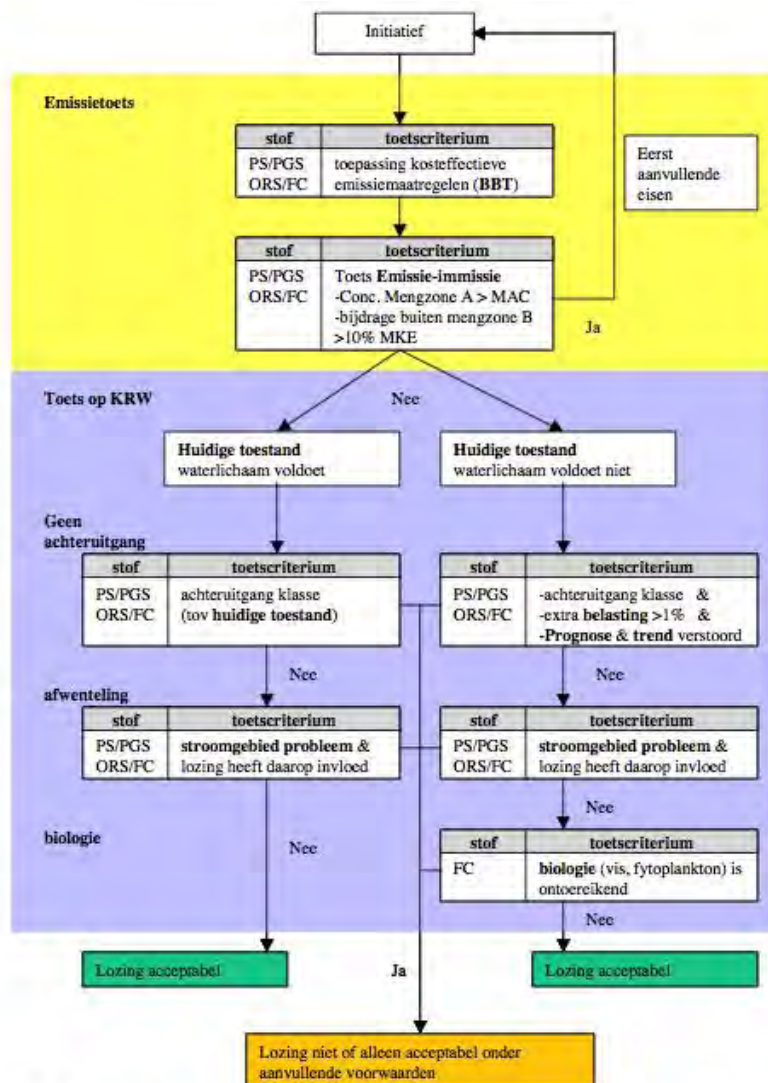 Initiatief
Emissietoets
stof toetscriterium
PS/PGS toepassing kosteffectieve
ORS/FC emissiemaatregelen (BBT)
Eerst
aanvullende
eisen
stof toetscriterium
PS/PGS Toets Emissie-immissie
ORS/FC -Conc. Mengzone A > MAC
-bijdrage buiten mengzone B
>10% MKE
Ja
Toets op KRW
Nee
Huidige toestand
waterlichaam voldoet
Huidige toestand
waterlichaam voldoet niet
Geen
achteruitgang
stof toetscriterium
PS/PGS achteruitgang klasse
ORS/FC (tov huidige toestand)
stof toetscriterium
PS/PGS -achteruitgang klasse &
ORS/FC -extra belasting >1% &
-Prognose & trend verstoord
Nee
Nee
afwenteling
stof toetscriterium
PS/PGS stroomgebied probleem &
ORS/FC lozing heeft daarop invloed
stof toetscriterium
PS/PGS stroomgebied probleem &
ORS/FC lozing heeft daarop invloed
Nee
biologie
Nee
stof toetscriterium
FC biologie (vis, fytoplankton) is
ontoereikend
Nee
Lozing acceptabel
Ja
Lozing acceptabel
Lozing niet of alleen acceptabel onder
aanvullende voorwaarden